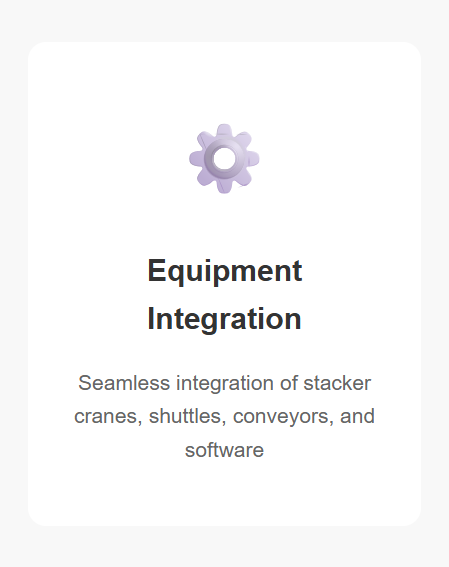 Equipment
Integration
Seamless integration of stacker
cranes, shuttles, conveyors, and
software